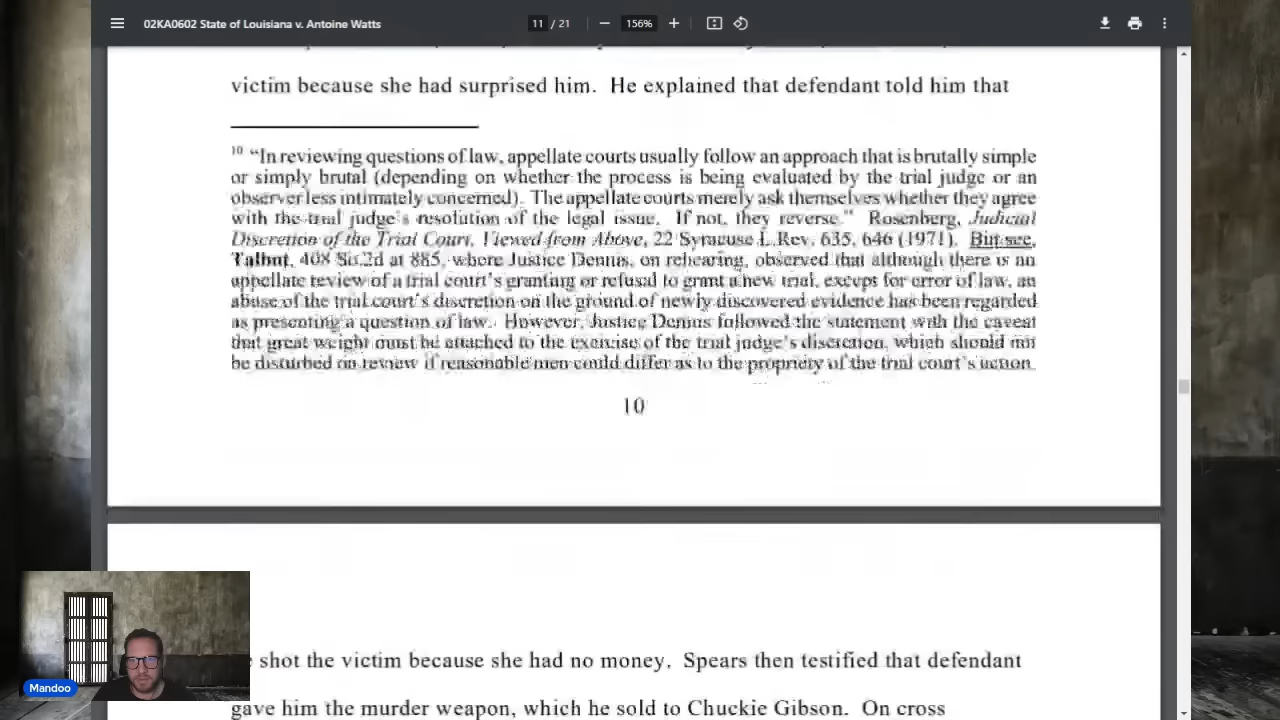 02KA0602 State of Louisiana v. Antoine Watts
11 / 21
156%
victim because she had surprised him. He explained that defendant told him that
10 "In reviewing questions of law, appellate courts usually follow an approach that is brutally simple
or simply brutal (depending on whether the process is being evaluated by the trial judge or an
observer less intimately concerned). The appellate courts merely ask themselves whether they agree
with the trial judge's resolution of the legal issue. If not, they reverse." Rosenberg, Judicial
Discretion of the Trial Court, Viewed from Above, 22 Syracuse L.Rev. 635, 646 (1971). But see,
Talbot, 408 So.2d at 885, where Justice Dennis, on rehearing, observed that although there is no
appellate review of a trial court's granting or refusal to grant a new trial, except for error of law, an
abuse of the trial court's discretion on the ground of newly discovered evidence has been regarded
as presenting a question of law. However, Justice Dennis followed the statement with the caveat
that great weight must be attached to the exercise of the trial judge's discretion, which should not
be disturbed on review if reasonable men could differ as to the propriety of the trial court's action.
10
shot the victim because she had no money. Spears then testified that defendant
gave him the murder weapon, which he sold to Chuckie Gibson. On cross
Mandoo